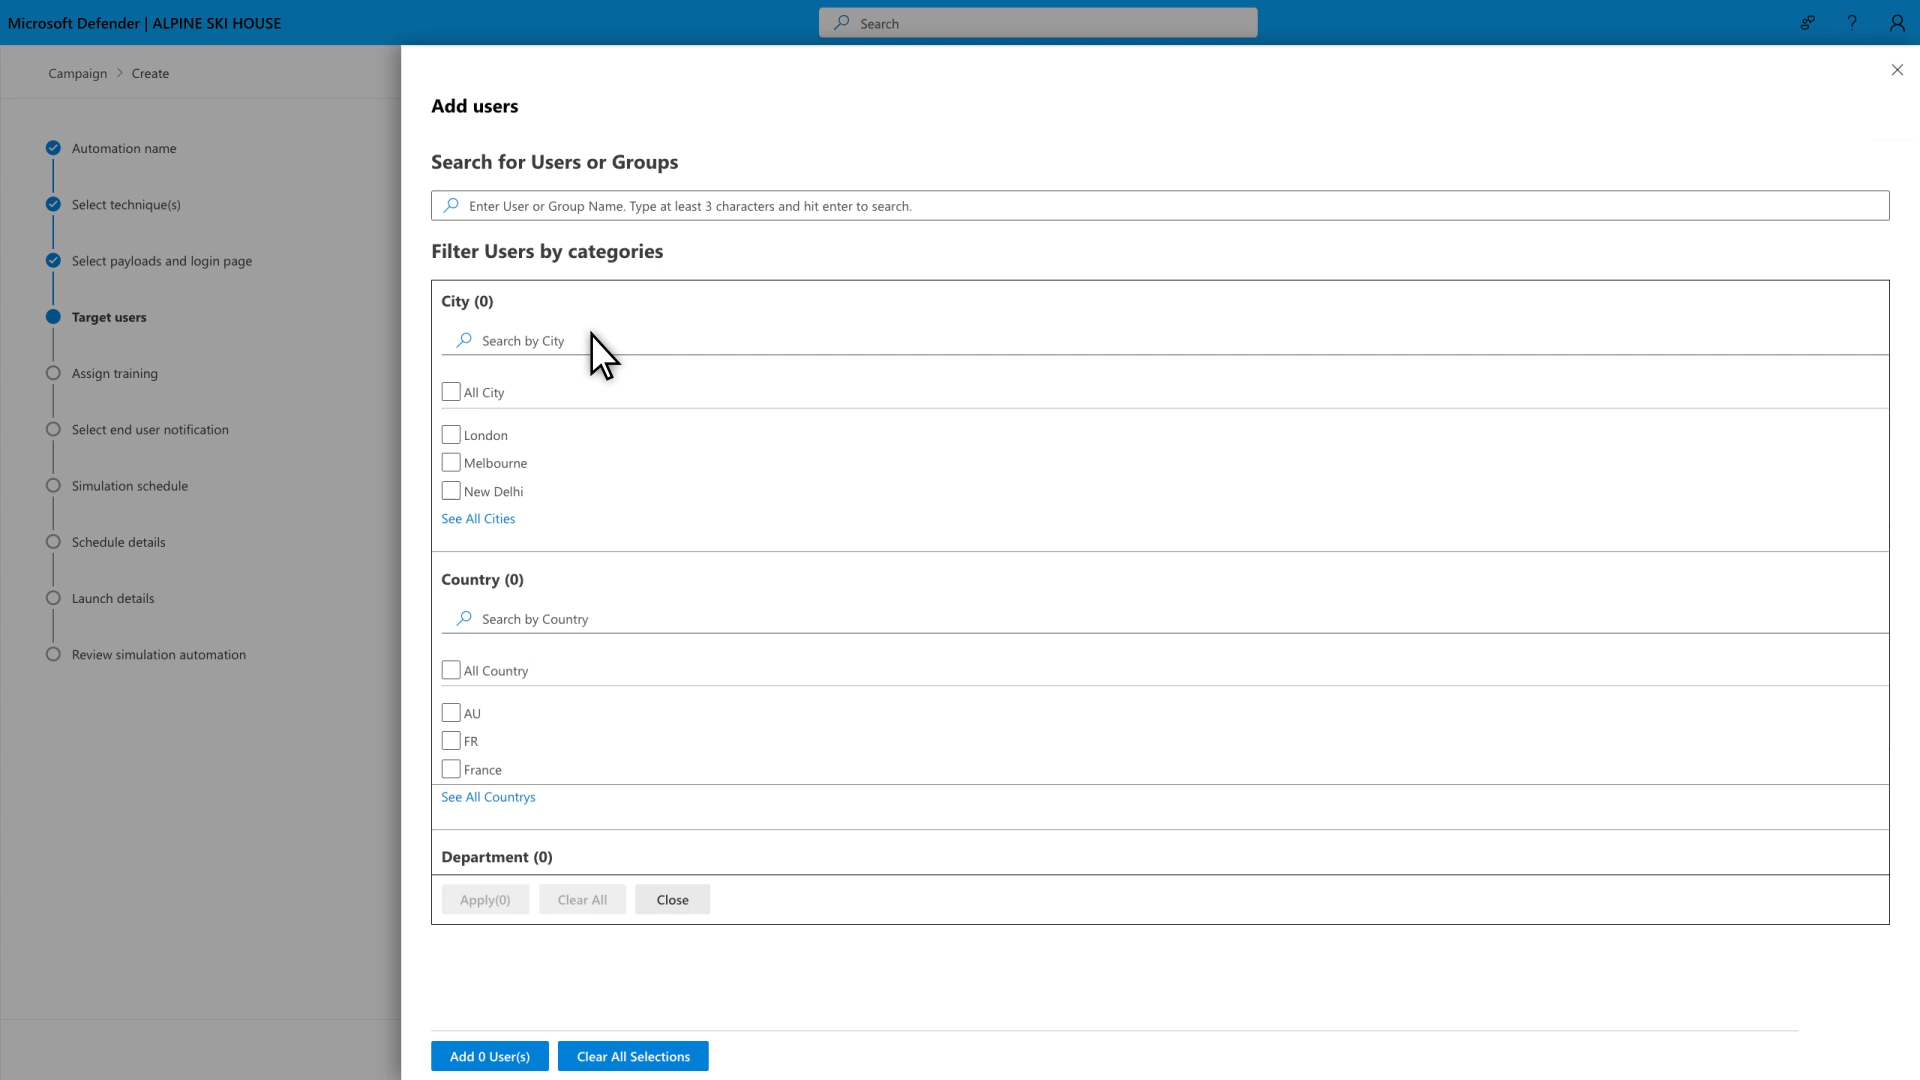 Microsoft Defender | ALPINE SKI HOUSE
Search
?
Campaign > Create
Automation name
Select technique(s)
Select payloads and login page
Target users
Assign training
Select end user notification
Simulation schedule
Schedule details
Launch details
Review simulation automation
Add users
Search for Users or Groups
Enter User or Group Name. Type at least 3 characters and hit enter to search.
Filter Users by categories
City (0)
Search by City
All City
London
Melbourne
New Delhi
See All Cities
Country (0)
Search by Country
All Country
AU
FR
France
See All Countrys
Department (0)
Apply(0) Clear All Close
Add 0 User(s) Clear All Selections